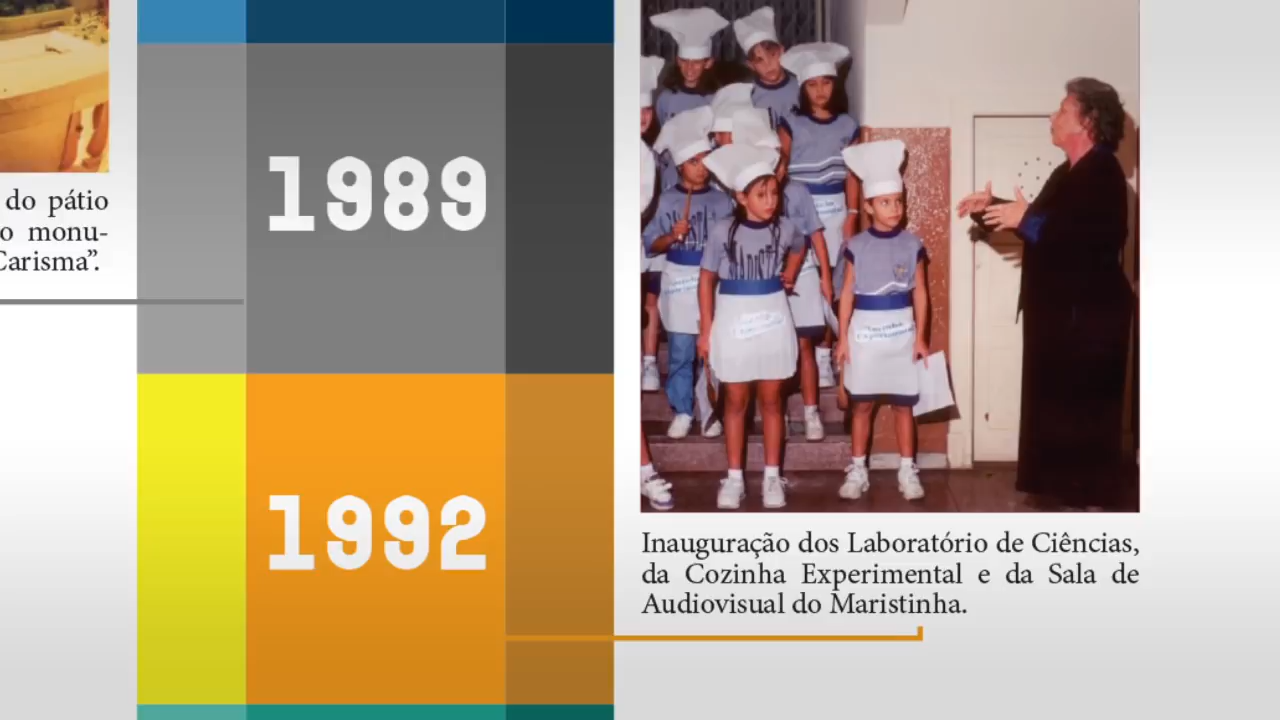 do pátio
o monu-
Carisma”.
1989
1992
MARISTA
Inauguração dos Laboratório de Ciências,
da Cozinha Experimental e da Sala de
Audiovisual do Maristinha.